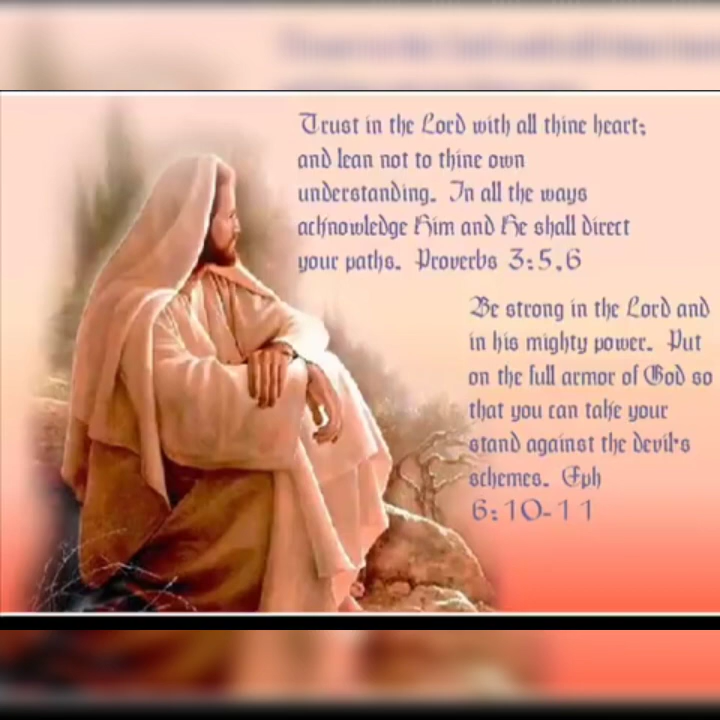 Trust in the Lord with all thine heart;
and lean not to thine own
understanding. In all the ways
acknowledge Him and He shall direct
your paths. Proverbs 3:5,6
Be strong in the Lord and
in his mighty power. Put
on the full armor of God so
that you can take your
stand against the devil's
schemes. Eph
6:10-11